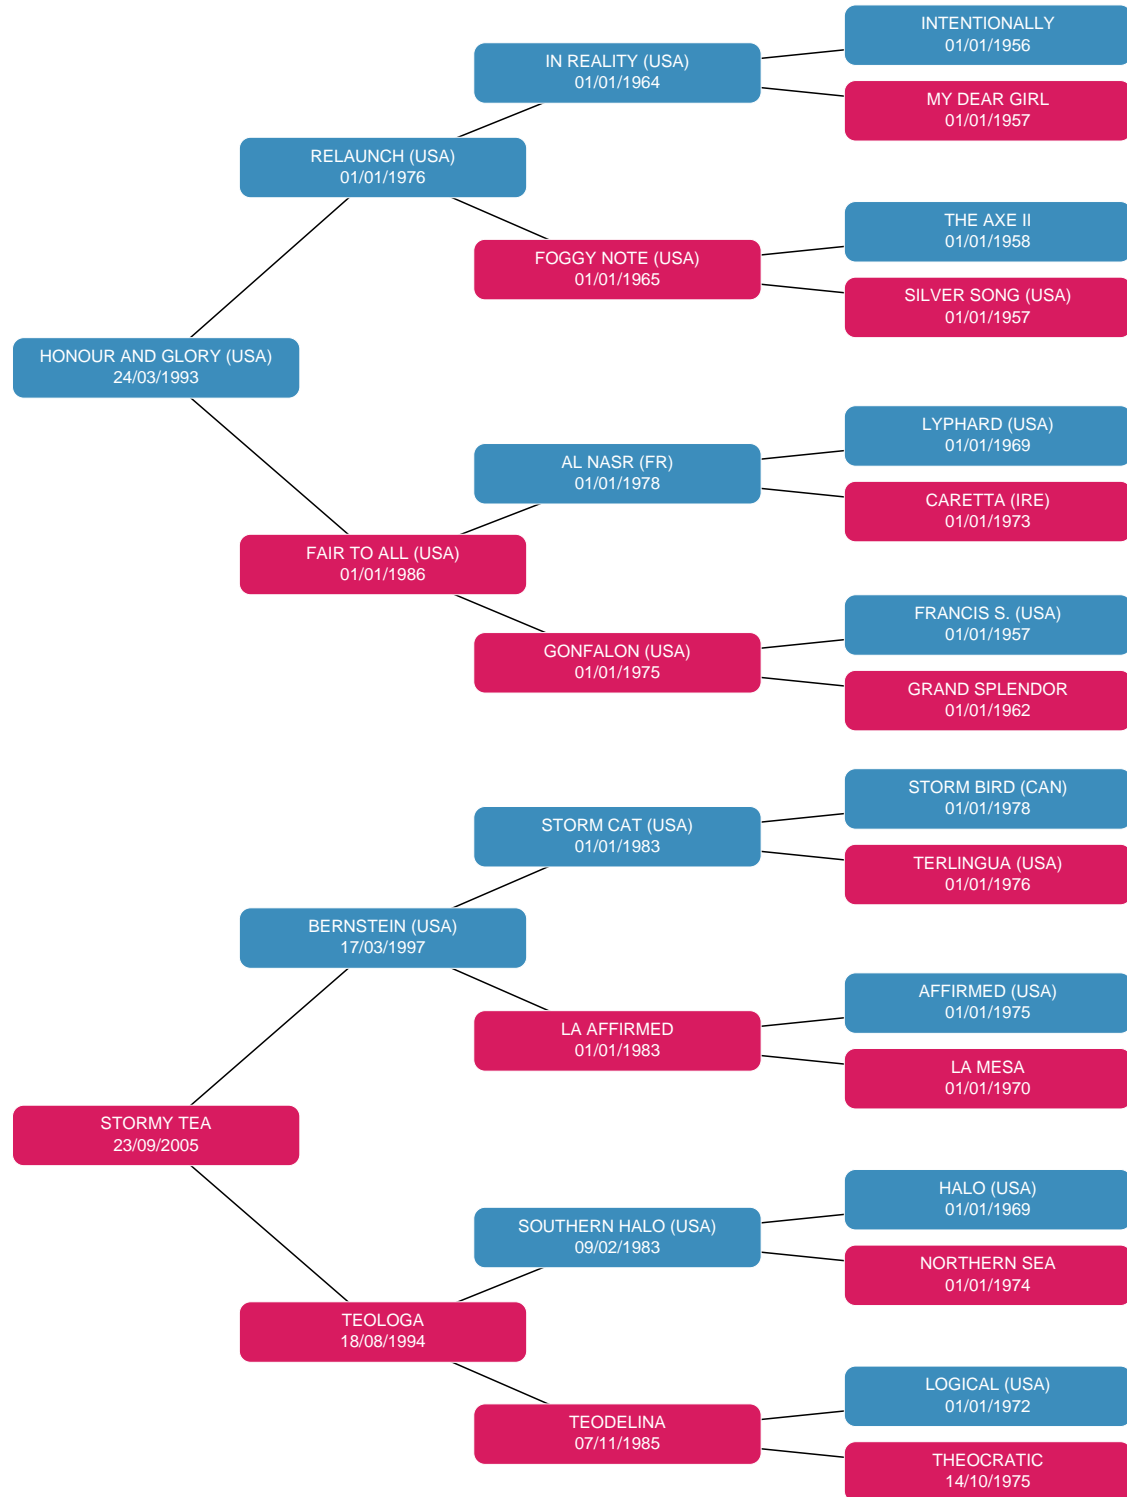 INTENTIONALLY
01/01/1956
IN REALITY (USA)
01/01/1964
MY DEAR GIRL
01/01/1957
RELAUNCH (USA)
01/01/1976
THE AXE II
01/01/1958
FOGGY NOTE (USA)
01/01/1965
SILVER SONG (USA)
01/01/1957
HONOUR AND GLORY (USA)
24/03/1993
LYPHARD (USA)
01/01/1969
AL NASR (FR)
01/01/1978
CARETTA (IRE)
01/01/1973
FAIR TO ALL (USA)
01/01/1986
FRANCIS S. (USA)
01/01/1957
GONFALON (USA)
01/01/1975
GRAND SPLENDOR
01/01/1962
STORM BIRD (CAN)
01/01/1978
STORM CAT (USA)
01/01/1983
TERLINGUA (USA)
01/01/1976
BERNSTEIN (USA)
17/03/1997
AFFIRMED (USA)
01/01/1975
LA AFFIRMED
01/01/1983
LA MESA
01/01/1970
STORMY TEA
23/09/2005
HALO (USA)
01/01/1969
SOUTHERN HALO (USA)
09/02/1983
NORTHERN SEA
01/01/1974
TEOLOGA
18/08/1994
LOGICAL (USA)
01/01/1972
TEODELINA
07/11/1985
THEOCRATIC
14/10/1975